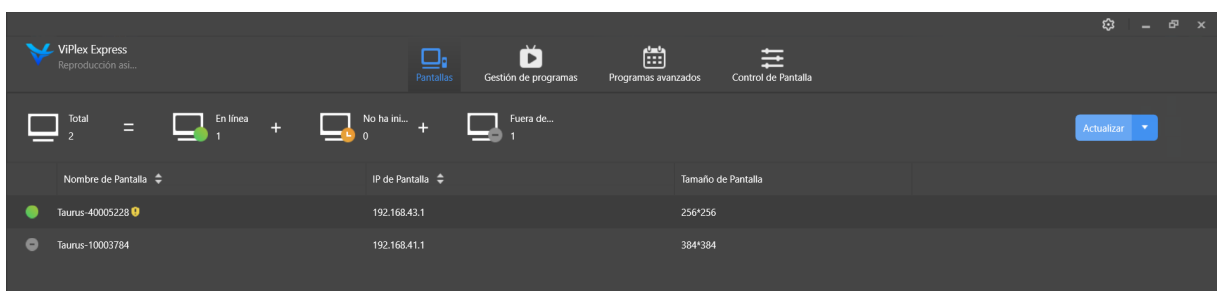 ViPlex Express
Reproducción asi...
Pantallas
Gestión de programas
Programas avanzados
Control de Pantalla
Total
2
=
En línea
1
+
No ha ini...
0
+
Fuera de...
1
Actualizar
Nombre de Pantalla
IP de Pantalla
Tamaño de Pantalla
Taurus-40005228
192.168.43.1
256*256
Taurus-10003784
192.168.41.1
384*384